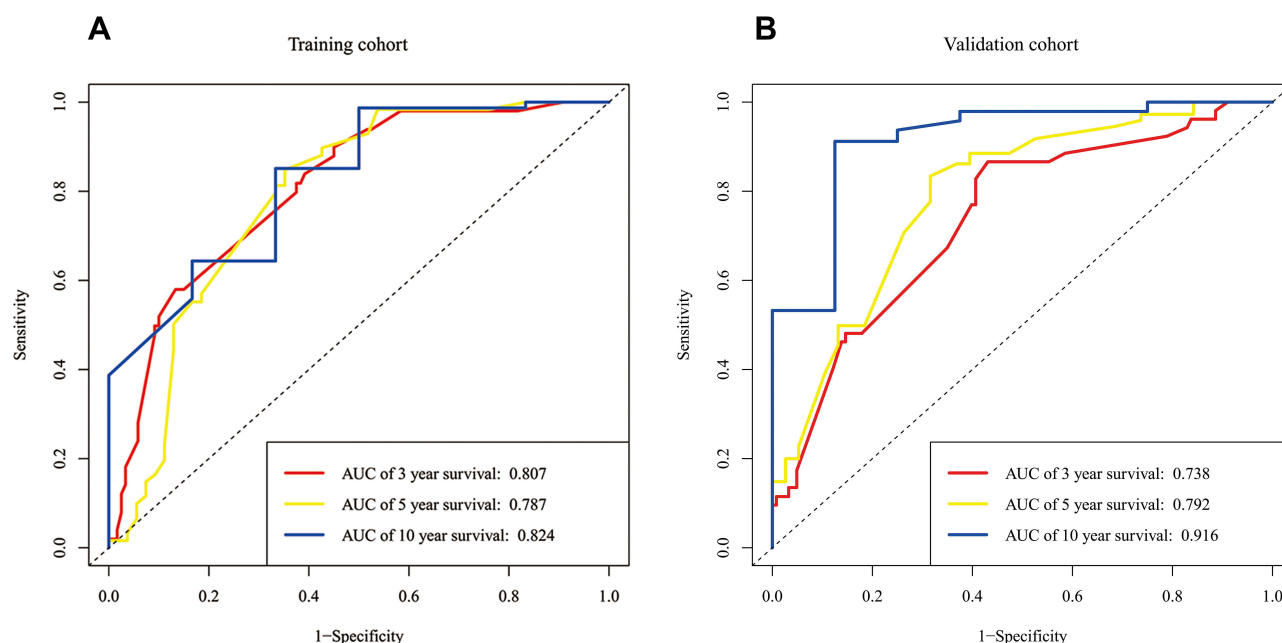 A
Training cohort
Sensitivity
0.0
0.2
0.4
0.6
0.8
1.0
AUC of 3 year survival: 0.807
AUC of 5 year survival: 0.787
AUC of 10 year survival: 0.824
0.0 0.2 0.4 0.6 0.8 1.0
1−Specificity
B
Validation cohort
Sensitivity
0.0
0.2
0.4
0.6
0.8
1.0
AUC of 3 year survival: 0.738
AUC of 5 year survival: 0.792
AUC of 10 year survival: 0.916
0.0 0.2 0.4 0.6 0.8 1.0
1−Specificity